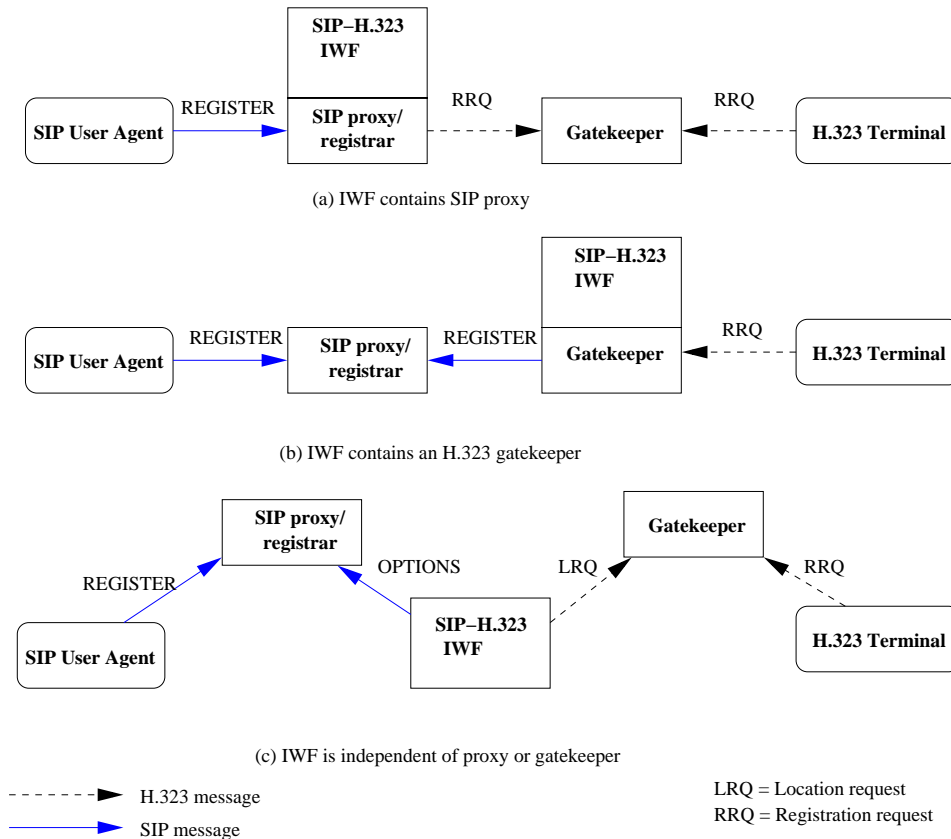 SIP–H.323
IWF
REGISTER
RRQ
RRQ
SIP User Agent
SIP proxy/
registrar
Gatekeeper
H.323 Terminal
(a) IWF contains SIP proxy
SIP–H.323
IWF
REGISTER
REGISTER
RRQ
SIP User Agent
SIP proxy/
registrar
Gatekeeper
H.323 Terminal
(b) IWF contains an H.323 gatekeeper
SIP proxy/
registrar
Gatekeeper
REGISTER
OPTIONS
LRQ
RRQ
SIP User Agent
SIP–H.323
IWF
H.323 Terminal
(c) IWF is independent of proxy or gatekeeper
H.323 message
SIP message
LRQ = Location request
RRQ = Registration request